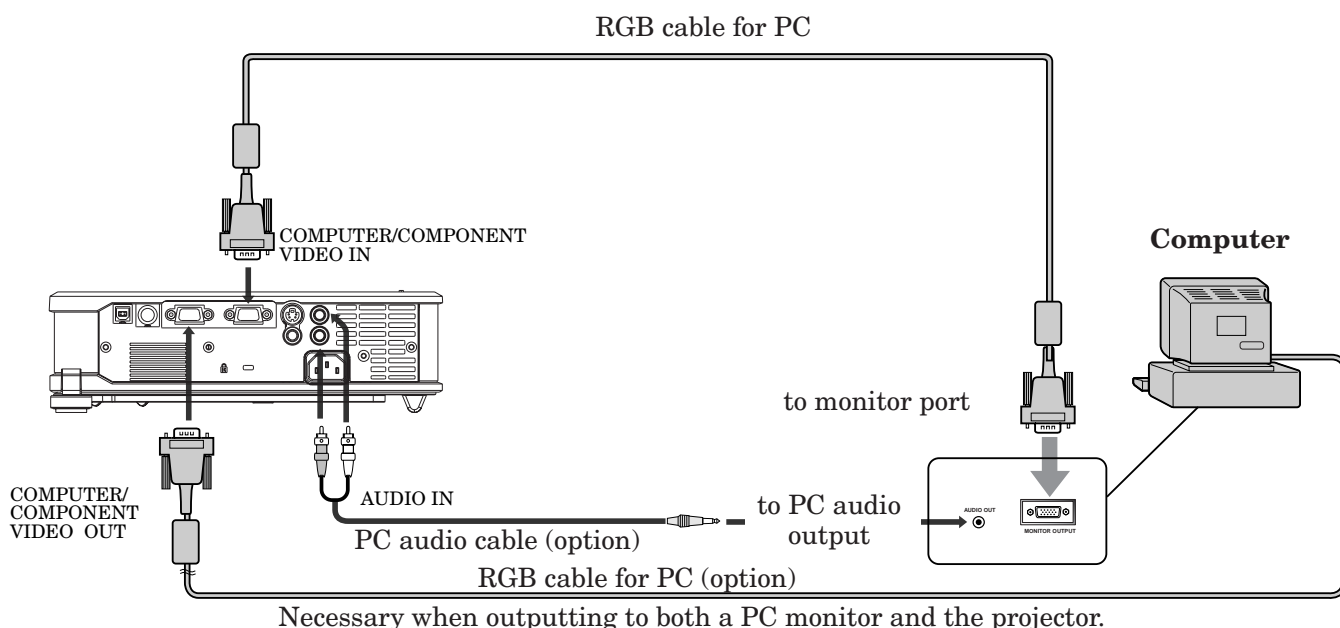 RGB cable for PC
COMPUTER/COMPONENT
VIDEO IN
Computer
to monitor port
COMPUTER/
COMPONENT
VIDEO OUT
AUDIO IN
PC audio cable (option)
to PC audio
output
AUDIO OUT
MONITOR OUTPUT
RGB cable for PC (option)
Necessary when outputting to both a PC monitor and the projector.